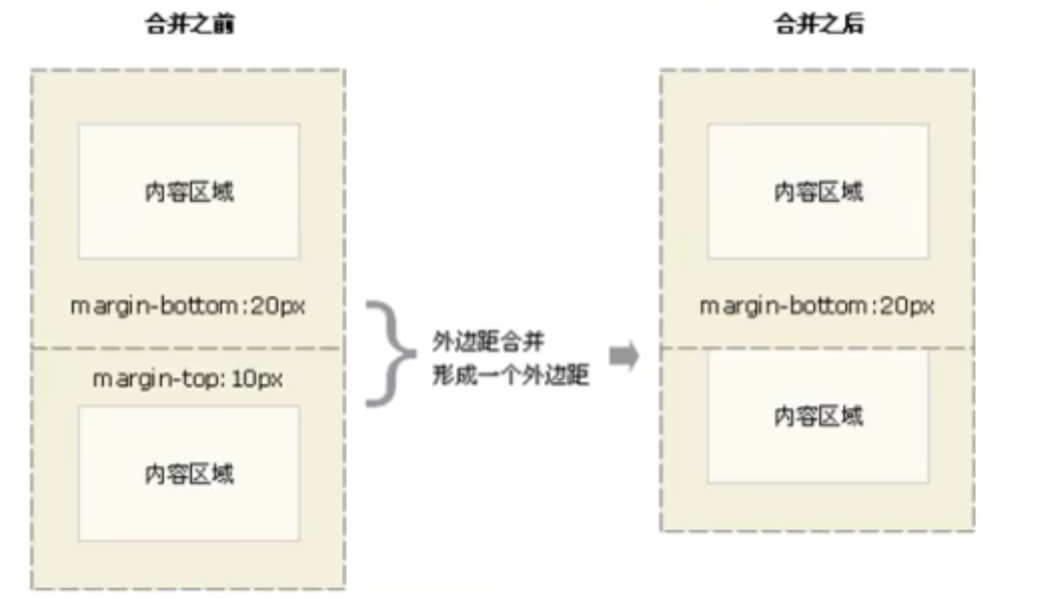 合并之前
合并之后
内容区域
margin-bottom:20px
margin-top: 10px
内容区域
外边距合并
形成一个外边距
内容区域
margin-bottom:20px
内容区域